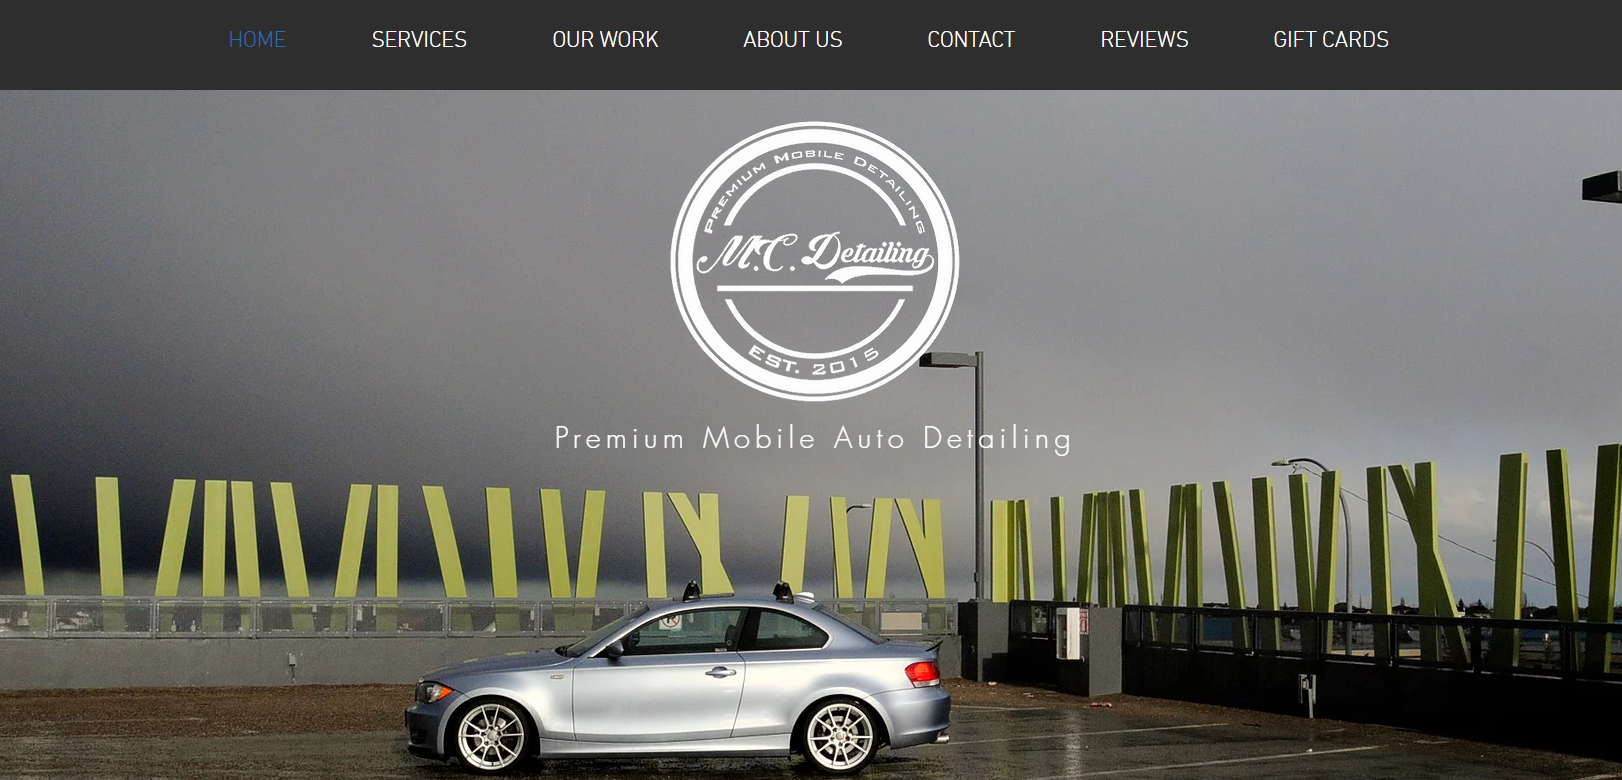 HOME SERVICES OUR WORK ABOUT US CONTACT REVIEWS GIFT CARDS
Premium Mobile Detailing
M.C. Detailing
EST. 2015
Premium Mobile Auto Detailing